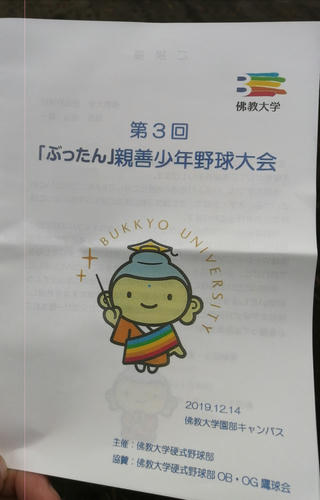 佛教大学
第3回
「ぶったん」親善少年野球大会
BUKKYO UNIVERSITY
2019.12.14
佛教大学園部キャンパス
主催：佛教大学硬式野球部
協賛：佛教大学硬式野球部OB・OG鷹球会